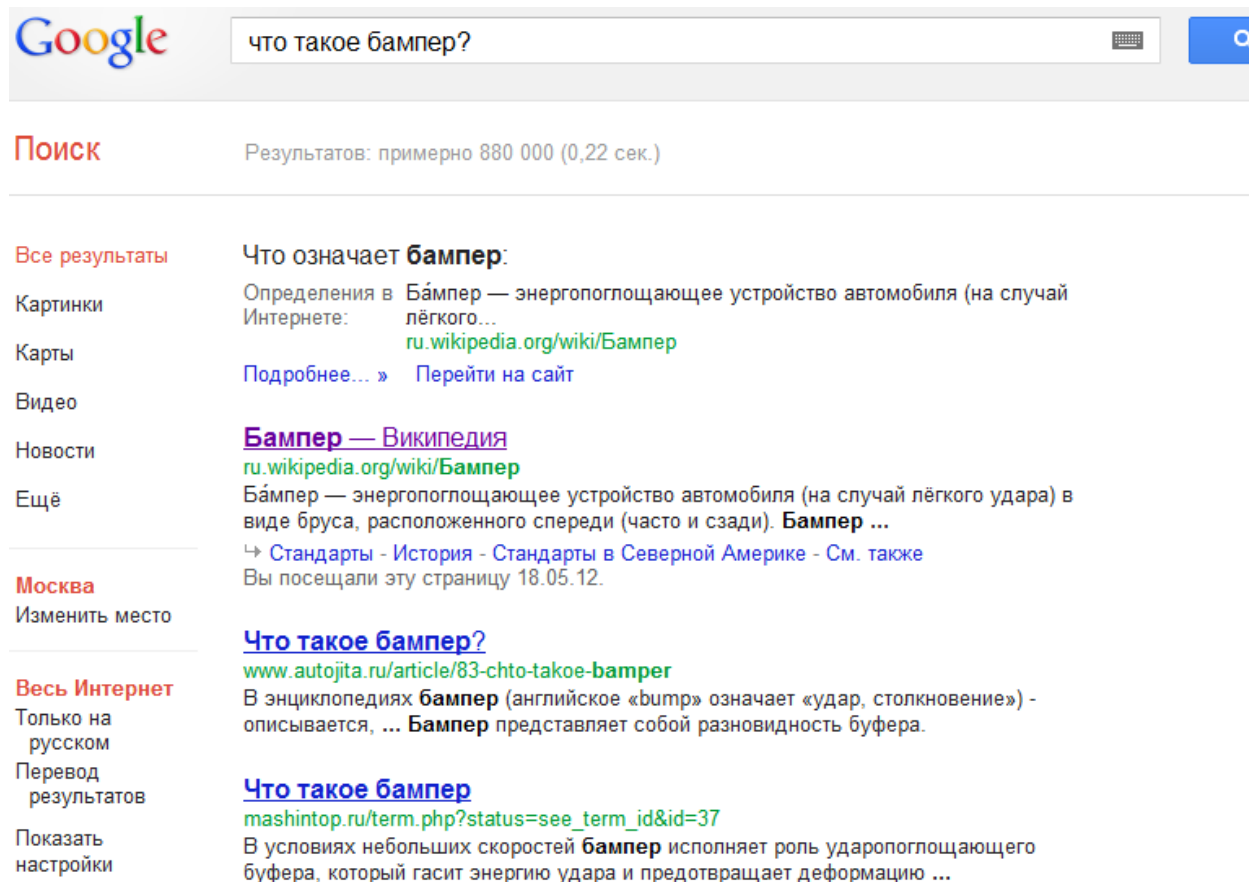 Google
что такое бампер?
Поиск
Результатов: примерно 880 000 (0,22 сек.)
Все результаты
Картинки
Карты
Видео
Новости
Ещё
Москва
Изменить место
Весь Интернет
Только на
русском
Перевод
результатов
Показать
настройки
Что означает бампер:
Определения в
Интернете:
Ба́мпер — энергопоглощающее устройство автомобиля (на случай
лёгкого...
ru.wikipedia.org/wiki/Бампер
Подробнее... » Перейти на сайт
Бампер — Википедия
ru.wikipedia.org/wiki/Бампер
Ба́мпер — энергопоглощающее устройство автомобиля (на случай лёгкого удара) в
виде бруса, расположенного спереди (часто и сзади). Бампер ...
Стандарты - История - Стандарты в Северной Америке - См. также
Вы посещали эту страницу 18.05.12.
Что такое бампер?
www.autojita.ru/article/83-chto-takoe-bamper
В энциклопедиях бампер (английское «bump» означает «удар, столкновение») -
описывается, ... Бампер представляет собой разновидность буфера.
Что такое бампер
mashintop.ru/term.php?status=see_term_id&id=37
В условиях небольших скоростей бампер исполняет роль ударопоглощающего
буфера, который гасит энергию удара и предотвращает деформацию ...